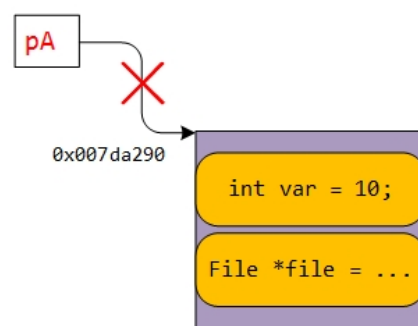 pA
0x007da290
int var = 10;
File *file = ...